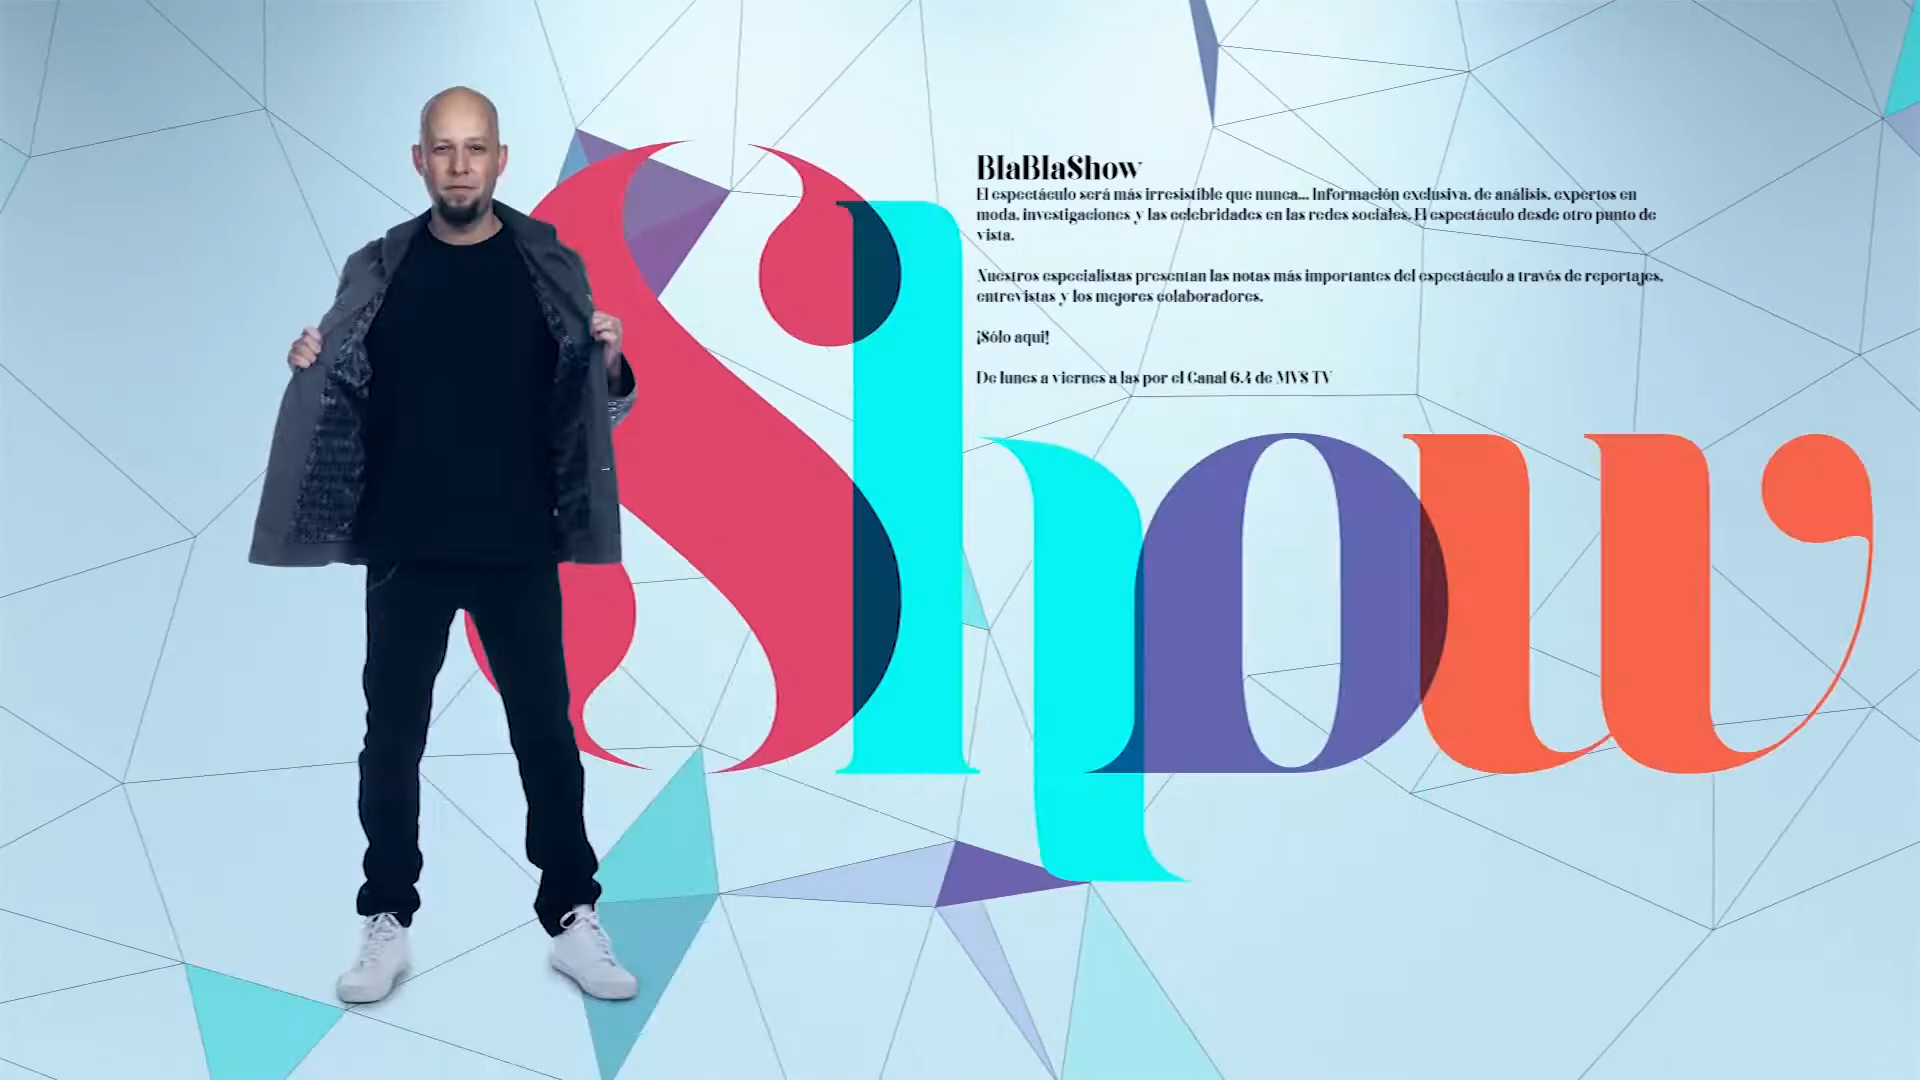 BlaBlaShow
El espectáculo será más irresistible que nunca... Información exclusiva, de análisis, expertos en
moda, investigaciones y las celebridades en las redes sociales. El espectáculo desde otro punto de
vista.
Nuestros especialistas presentan las notas más importantes del espectáculo a través de reportajes,
entrevistas y los mejores colaboradores.
¡Sólo aqui!
De lunes a viernes a las por el Canal 6.4 de MVS TV
Show